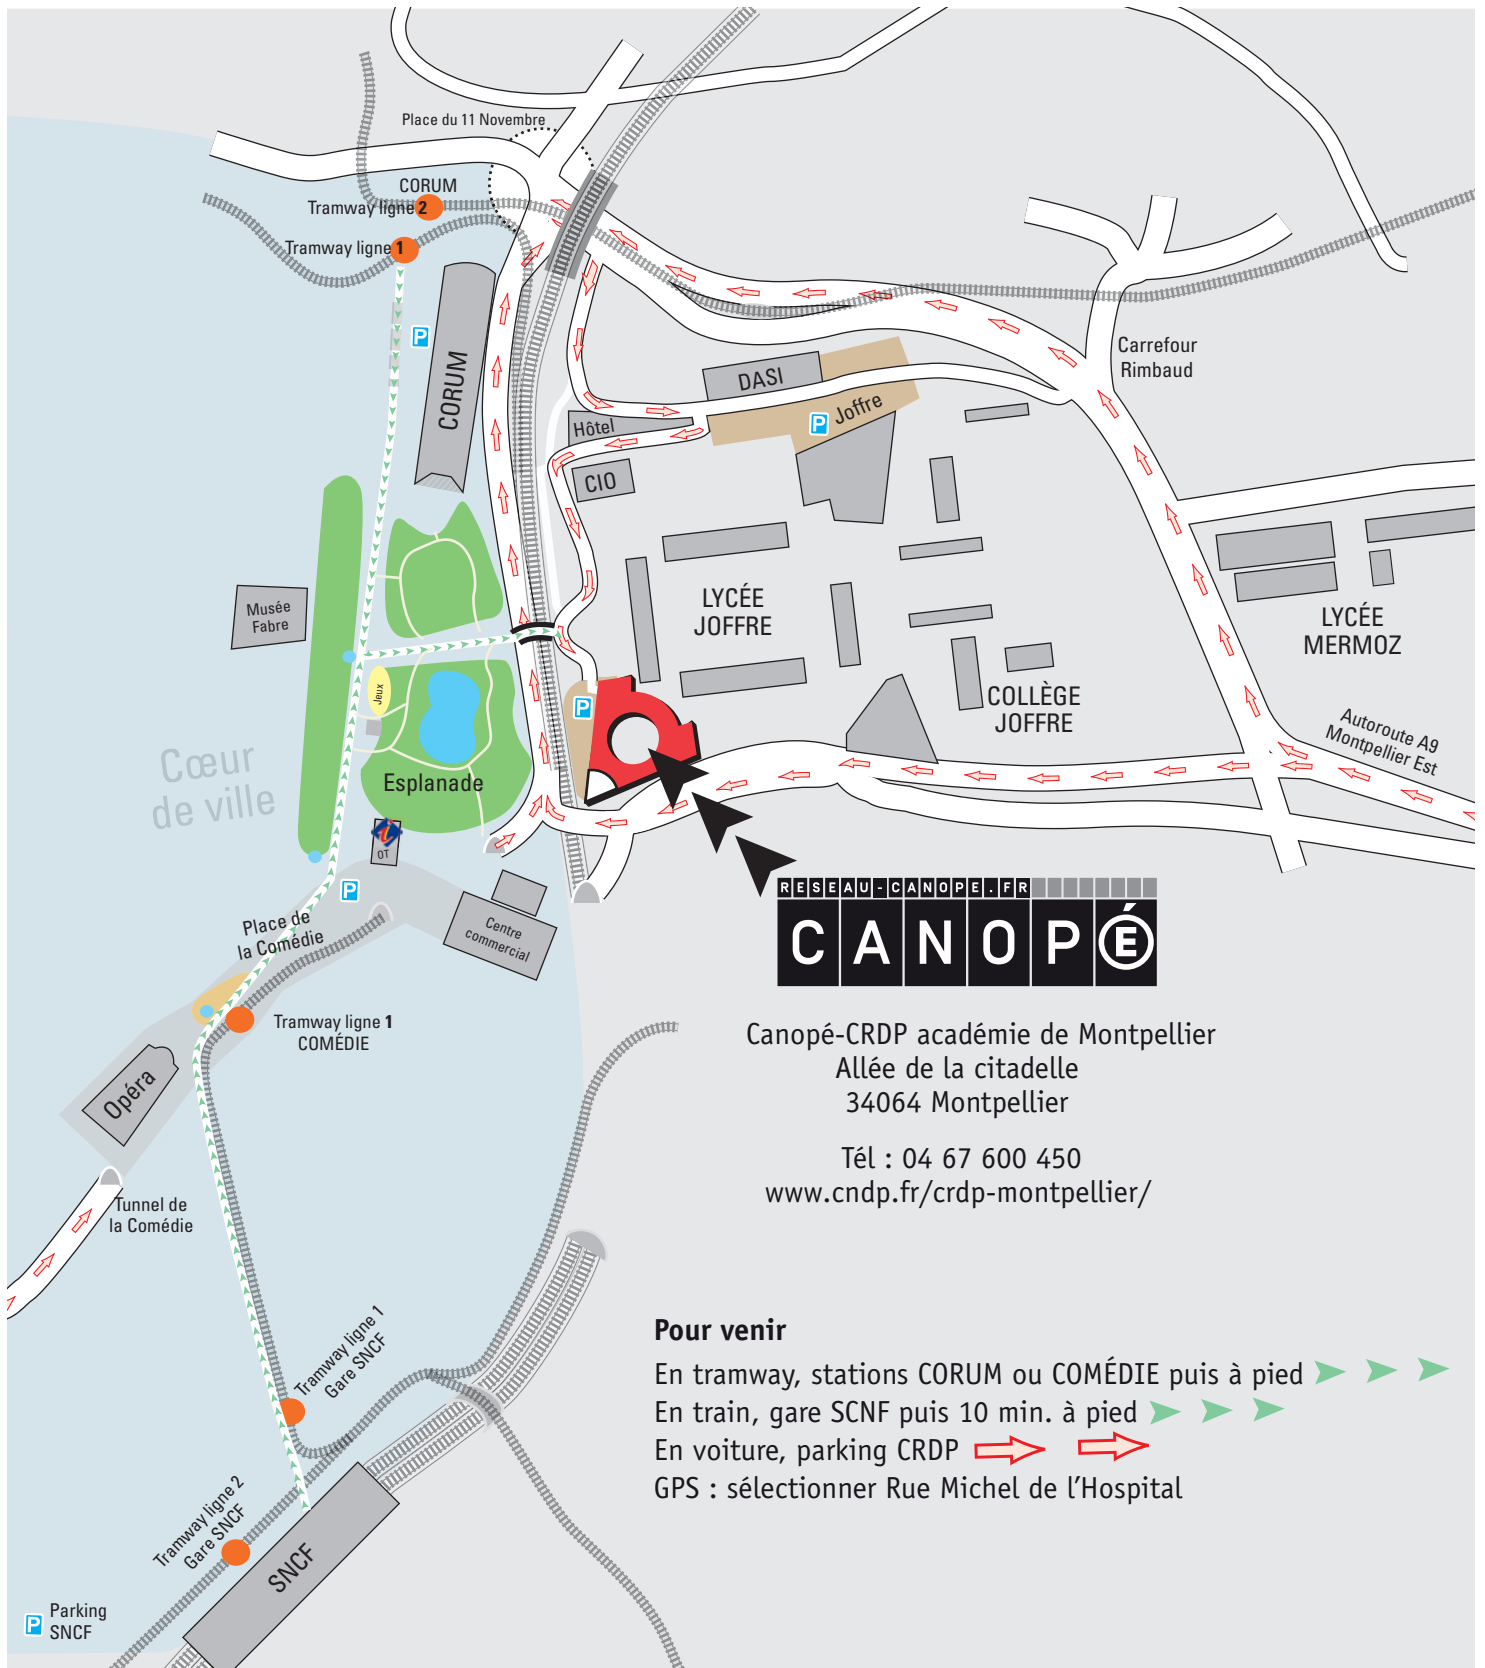 Place du 11 Novembre
CORUM
Tramway ligne 2
Tramway ligne 1
P
CORUM
DASI
P Joffre
Hôtel
CIO
Carrefour
Rimbaud
LYCÉE
JOFFRE
LYCÉE
MERMOZ
COLLÈGE
JOFFRE
Musée
Fabre
Jeux
P
Autoroute A9
Montpellier Est
Cœur
de ville
Esplanade
OT
P
Place de
la Comédie
Centre
commercial
Tramway ligne 1
COMÉDIE
Opéra
Tunnel de
la Comédie
RESEAU-CANOPE.FR
CANOPÉ
Canopé-CRDP académie de Montpellier
Allée de la citadelle
34064 Montpellier
Tél : 04 67 600 450
www.cndp.fr/crdp-montpellier/
Tramway ligne 1
Gare SNCF
Tramway ligne 2
Gare SNCF
SNCF
P Parking
SNCF
Pour venir
En tramway, stations CORUM ou COMÉDIE puis à pied
En train, gare SCNF puis 10 min. à pied
En voiture, parking CRDP
GPS : sélectionner Rue Michel de l'Hospital